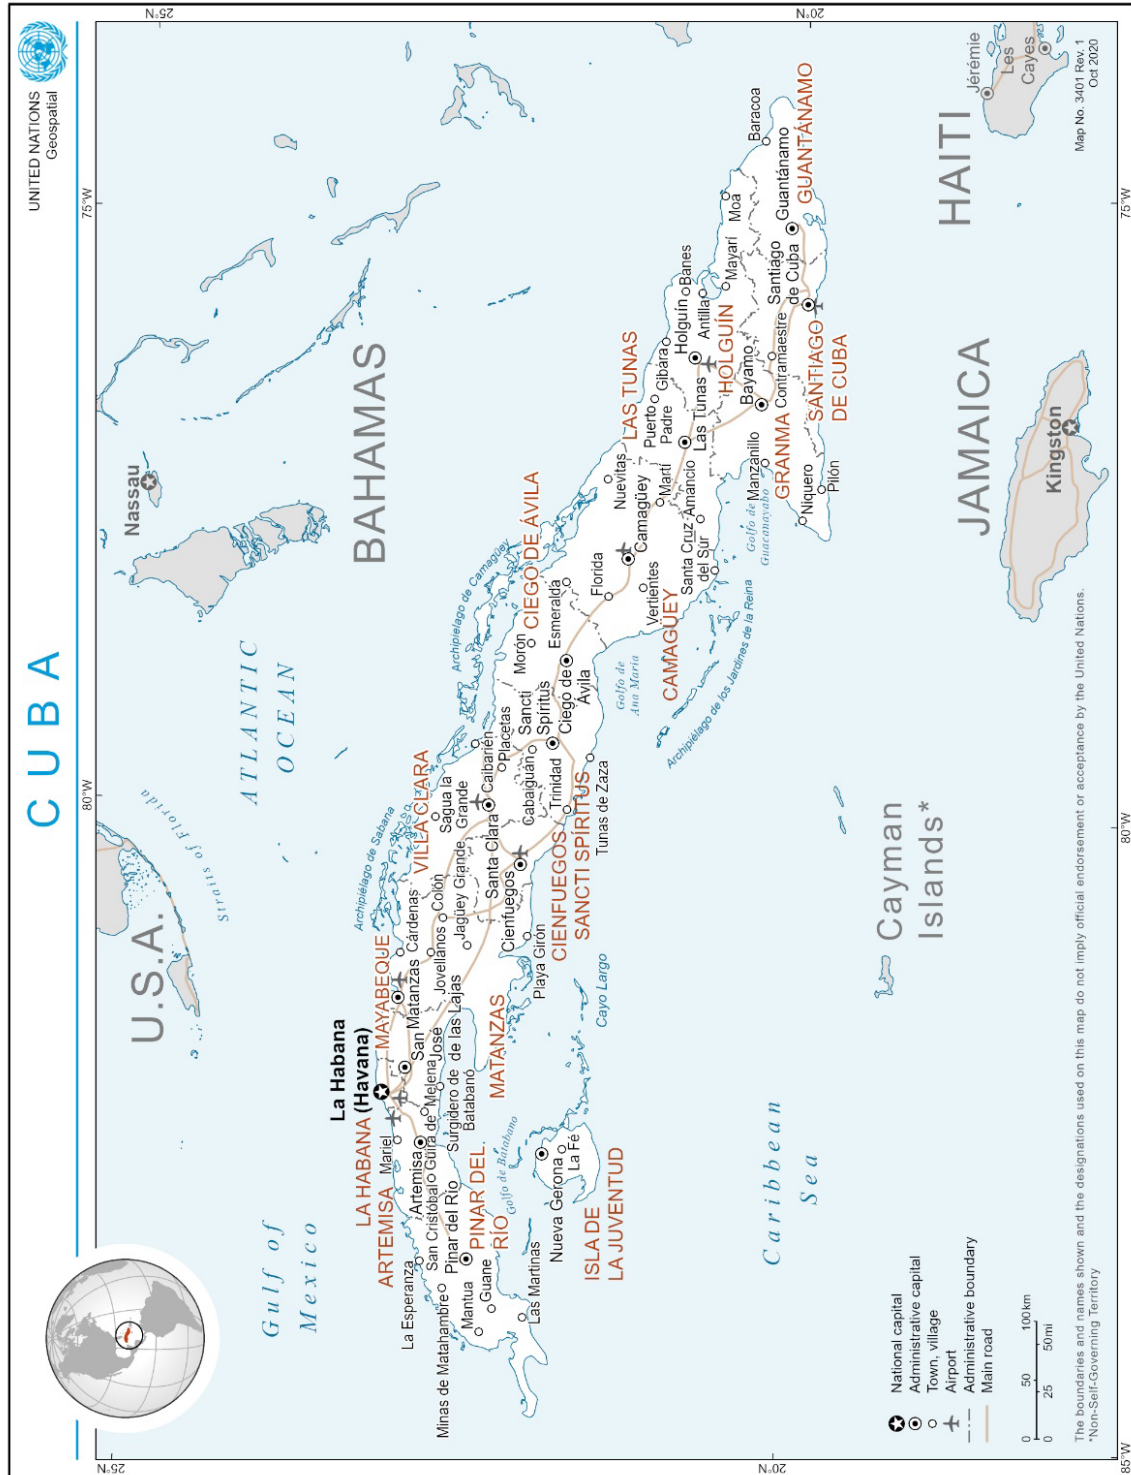 CUBA
UNITED NATIONS
Geospatial
25°N
20°N
75°W
80°W
85°W
25°N
20°N
75°W
80°W
U.S.A.
Straits of Florida
Gulf of
Mexico
ATLANTIC
OCEAN
BAHAMAS
Nassau
La Habana
(Havana)
LA HABANA
ARTEMISA
MAYABEQUE
Mariel
Artemisa
Güira de Melena
San José
de las Lajas
Matanzas
Cárdenas
Jovellanos
Colón
Jagüey Grande
Surgidero de
Batabanó
San Cristóbal
Pinar del Río
PINAR DEL
RÍO
La Esperanza
Minas de Matahambre
Mantua
Guane
Las Martinas
Golfo de Batabano
Nueva Gerona
La Fé
ISLA DE
LA JUVENTUD
MATANZAS
Playa Girón
Cayo Largo
Archipiélago de Sabana
VILLA CLARA
Sagua la
Grande
Santa Clara
Caibarién
Placetas
Cienfuegos
CIENFUEGOS
SANCTI SPÍRITUS
Cabaiguán
Trinidad
Sancti
Spíritus
Tunas de Zaza
Archipiélago de Camagüey
CIEGO DE ÁVILA
Morón
Ciego de
Ávila
Esmeralda
Florida
Camagüey
Vertientes
CAMAGÜEY
Golfo de
Ana Maria
Archipiélago de los Jardines de la Reina
Santa Cruz
del Sur
Nuevitas
Martí
Amancio
LAS TUNAS
Puerto
Padre
Las Tunas
Gibara
Holguín
HOLGUÍN
Antilla
Banes
Mayarí
Moa
Baracoa
Golfo de
Guacanayabo
Manzanillo
Bayamo
GRANMA
Niquero
Pilón
Contramaestre
Santiago
de Cuba
SANTIAGO
DE CUBA
Guantánamo
GUANTÁNAMO
Cayman
Islands*
Caribbean
Sea
JAMAICA
Kingston
HAITI
Jérémie
Les
Cayes
National capital
Administrative capital
Town, village
Airport
Administrative boundary
Main road
0 50 100 km
0 25 50 mi
The boundaries and names shown and the designations used on this map do not imply official endorsement or acceptance by the United Nations.
*Non-Self-Governing Territory
Map No. 3401 Rev. 1
Oct 2020